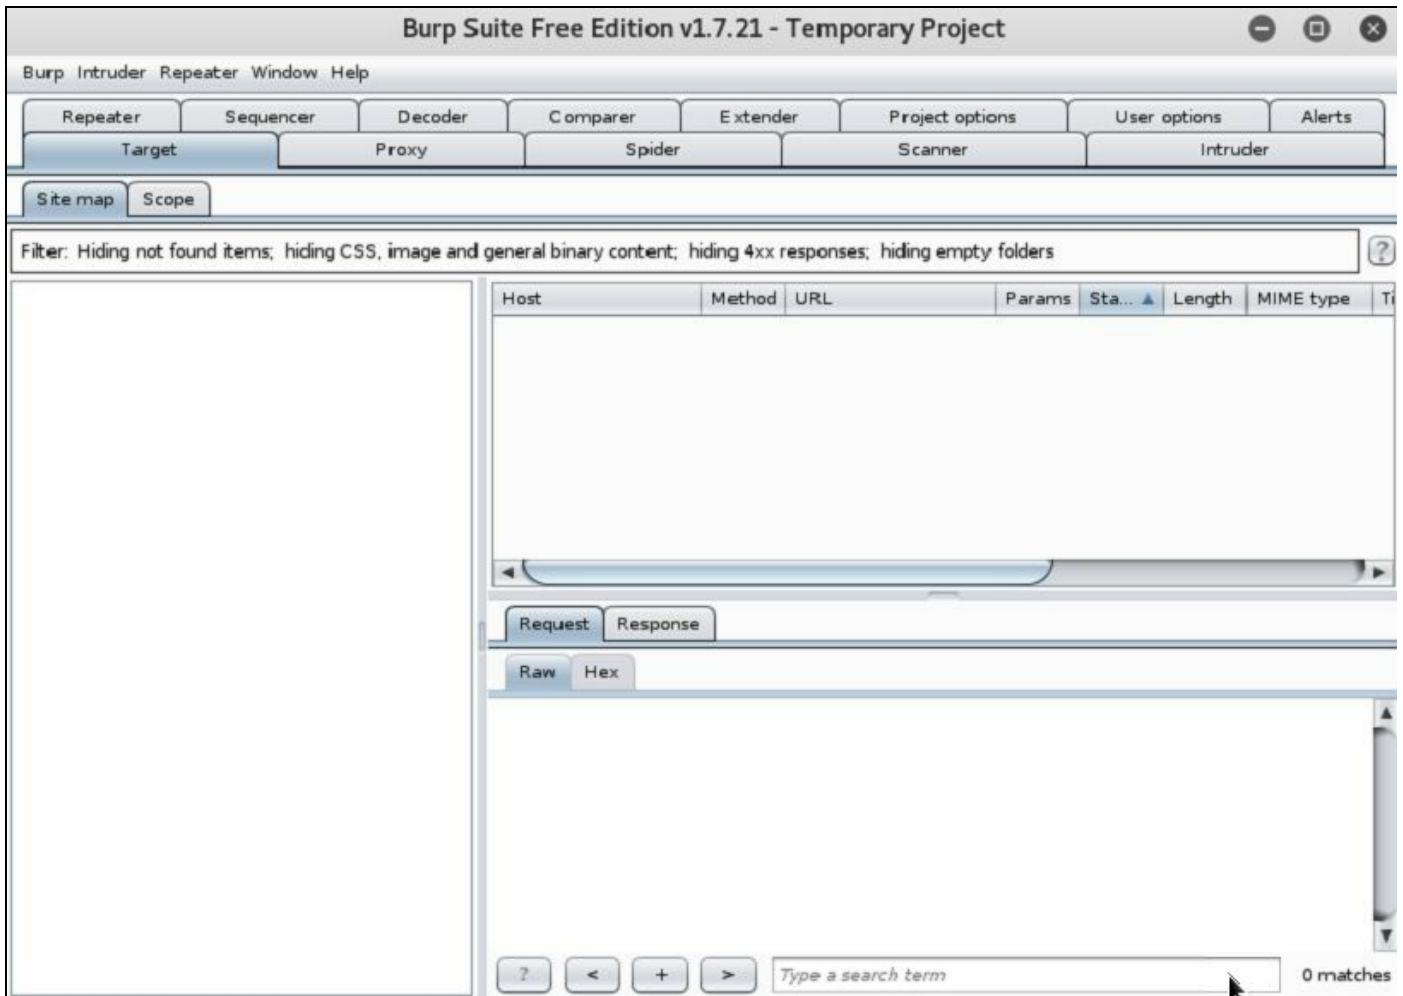 Burp Suite Free Edition v1.7.21 - Temporary Project
Burp Intruder Repeater Window Help
Repeater Sequencer Decoder Comparer Extender Project options User options Alerts
Target Proxy Spider Scanner Intruder
Site map Scope
Filter: Hiding not found items; hiding CSS, image and general binary content; hiding 4xx responses; hiding empty folders ?
Host Method URL Params Sta... Length MIME type Ti
Request Response
Raw Hex
? < + > Type a search term 0 matches